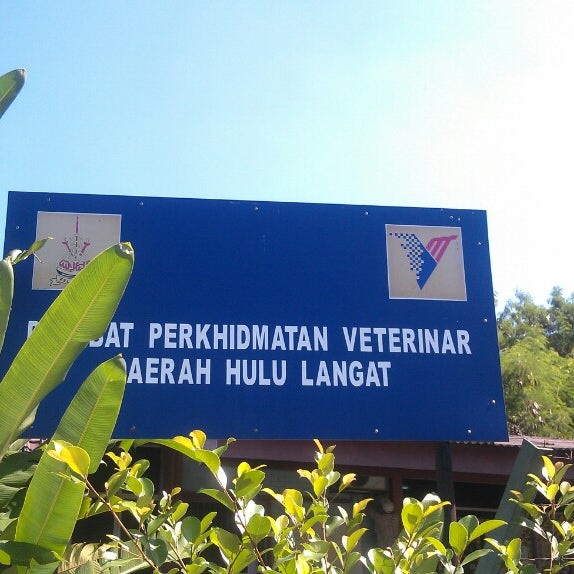 PERKHIDMATAN VETERINAR
HULU LANGAT